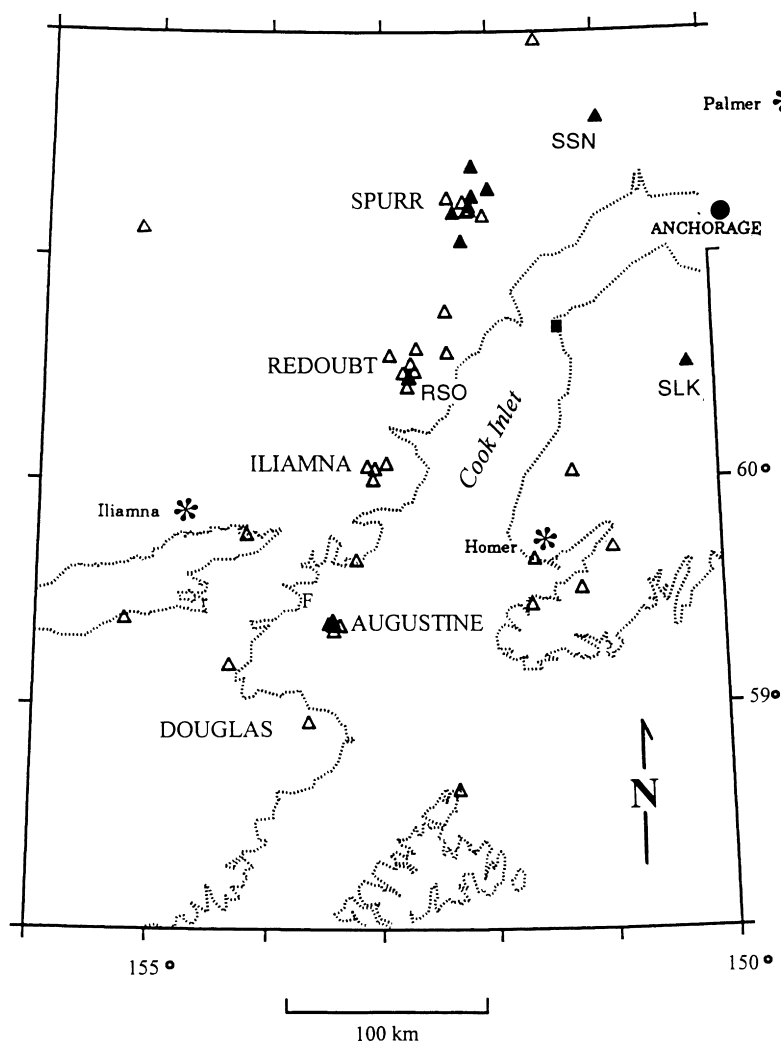 Palmer
SSN
SPURR
ANCHORAGE
REDOUBT
RSO
SLK
Cook Inlet
ILIAMNA
60°
Iliamna
Homer
F
AUGUSTINE
59°
DOUGLAS
N
155°
150°
100 km